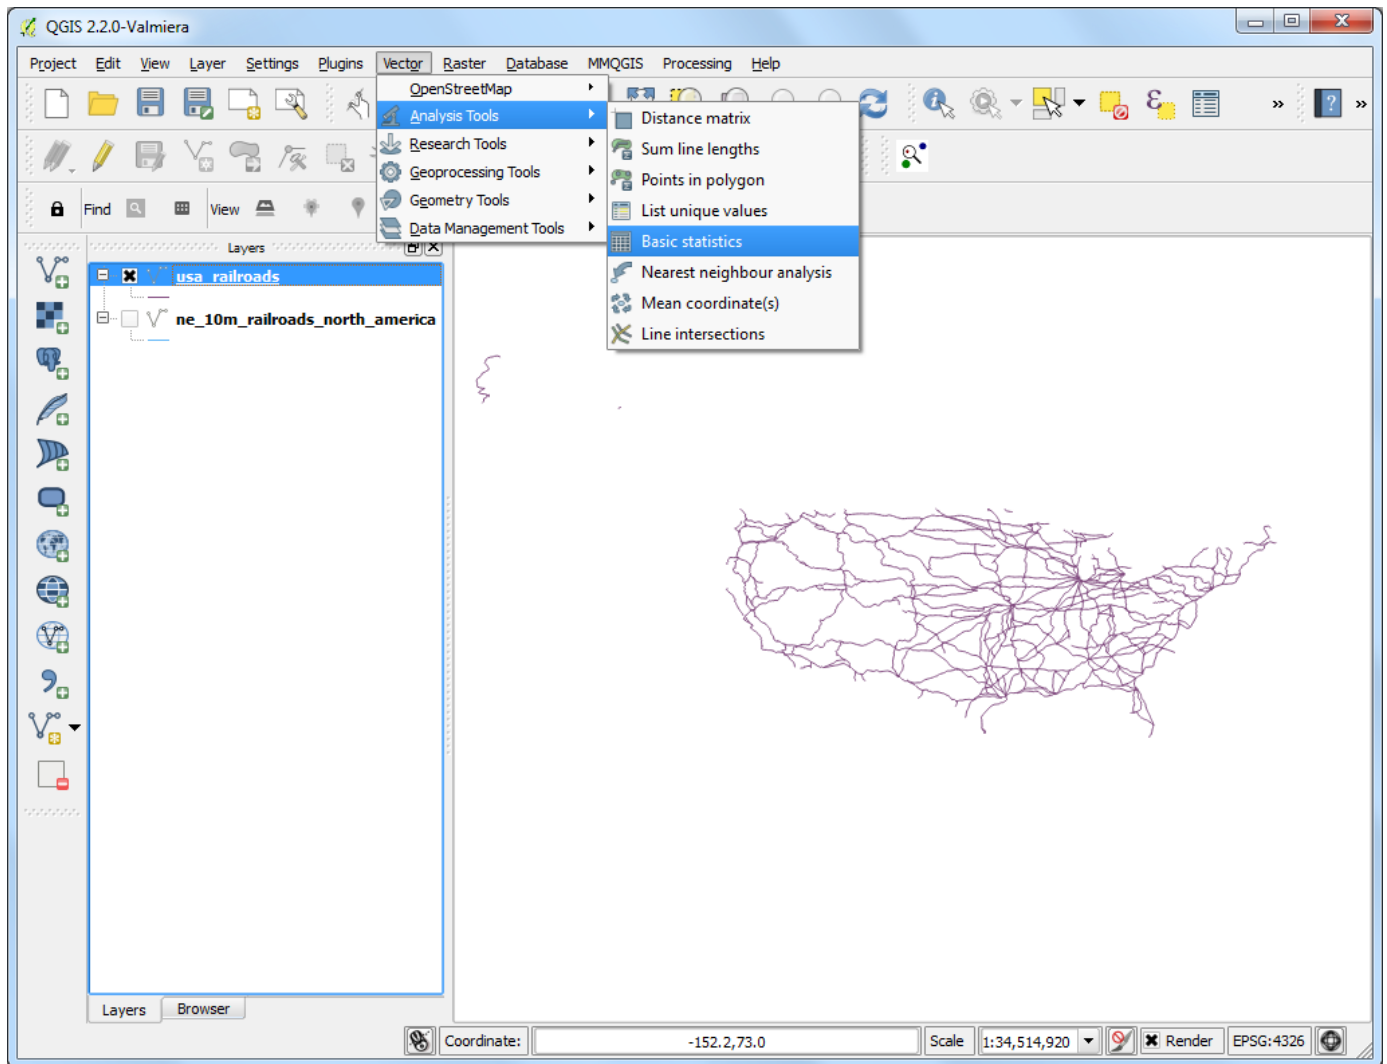 QGIS 2.2.0-Valmiera
Project Edit View Layer Settings Plugins Vector Raster Database MMQGIS Processing Help
OpenStreetMap
Analysis Tools
Research Tools
Geoprocessing Tools
Geometry Tools
Data Management Tools
Distance matrix
Sum line lengths
Points in polygon
List unique values
Basic statistics
Nearest neighbour analysis
Mean coordinate(s)
Line intersections
Find View
Layers
usa_railroads
ne_10m_railroads_north_america
Layers Browser
Coordinate: -152.2,73.0 Scale 1:34,514,920 Render EPSG:4326